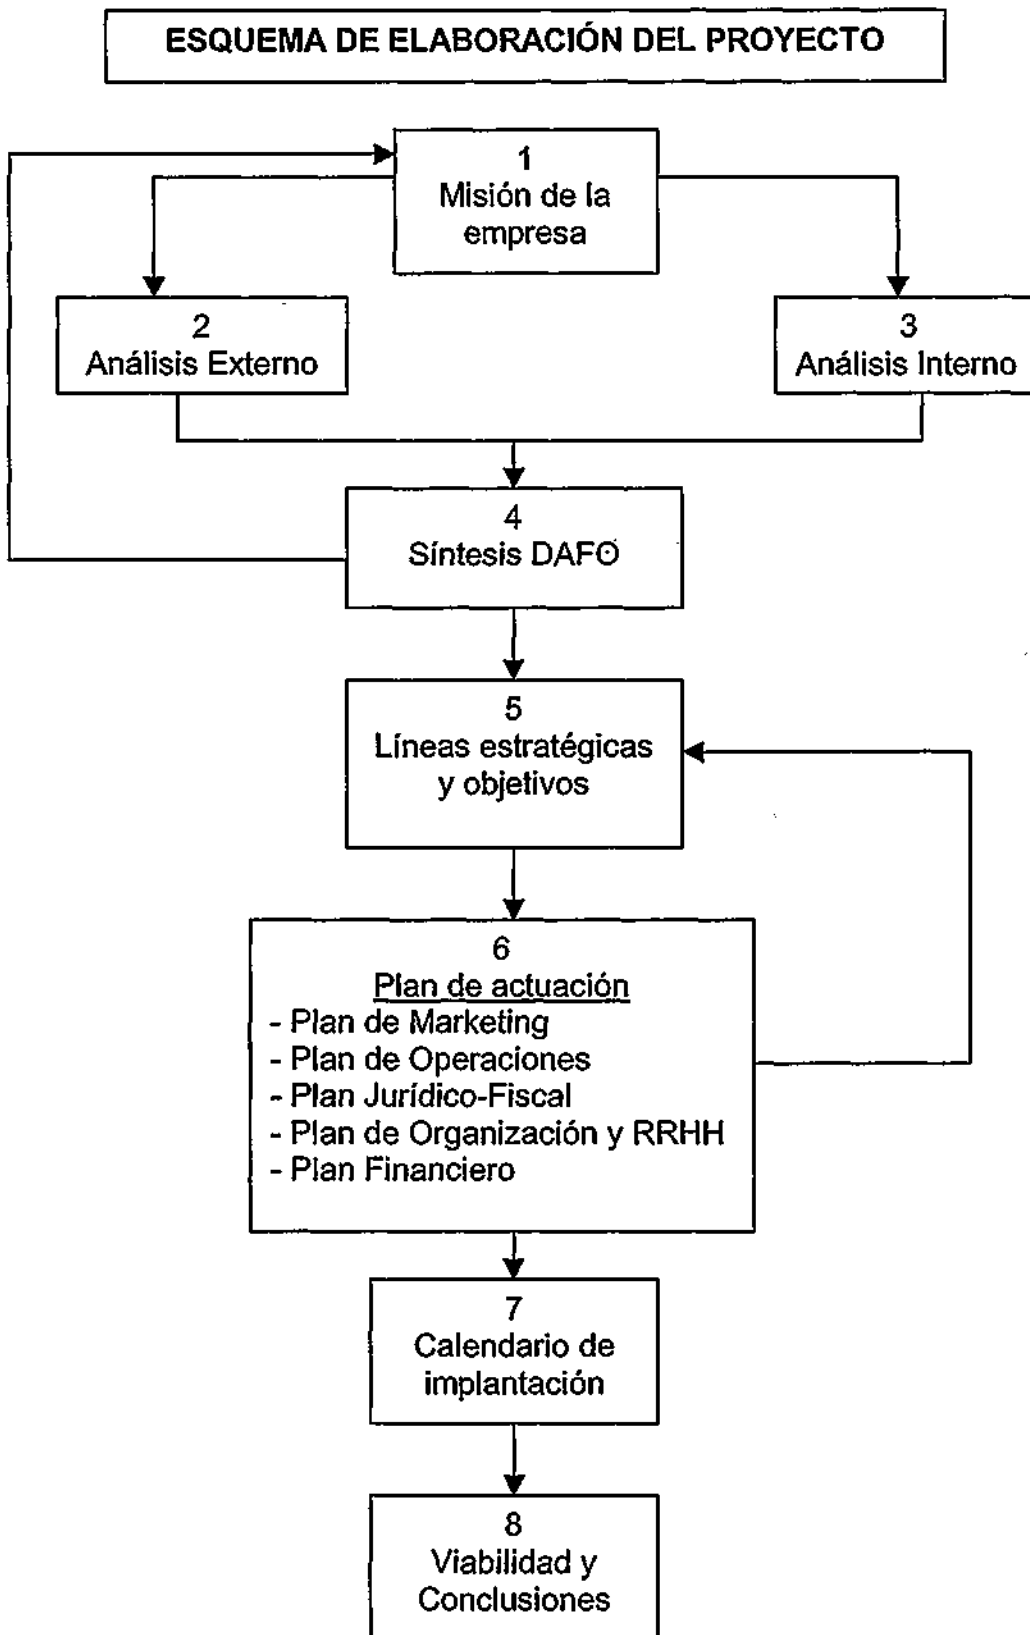 ESQUEMA DE ELABORACIÓN DEL PROYECTO
1
Misión de la
empresa
2
Análisis Externo
3
Análisis Interno
4
Síntesis DAFO
5
Líneas estratégicas
y objetivos
6
Plan de actuación
- Plan de Marketing
- Plan de Operaciones
- Plan Jurídico-Fiscal
- Plan de Organización y RRHH
- Plan Financiero
7
Calendario de
implantación
8
Viabilidad y
Conclusiones